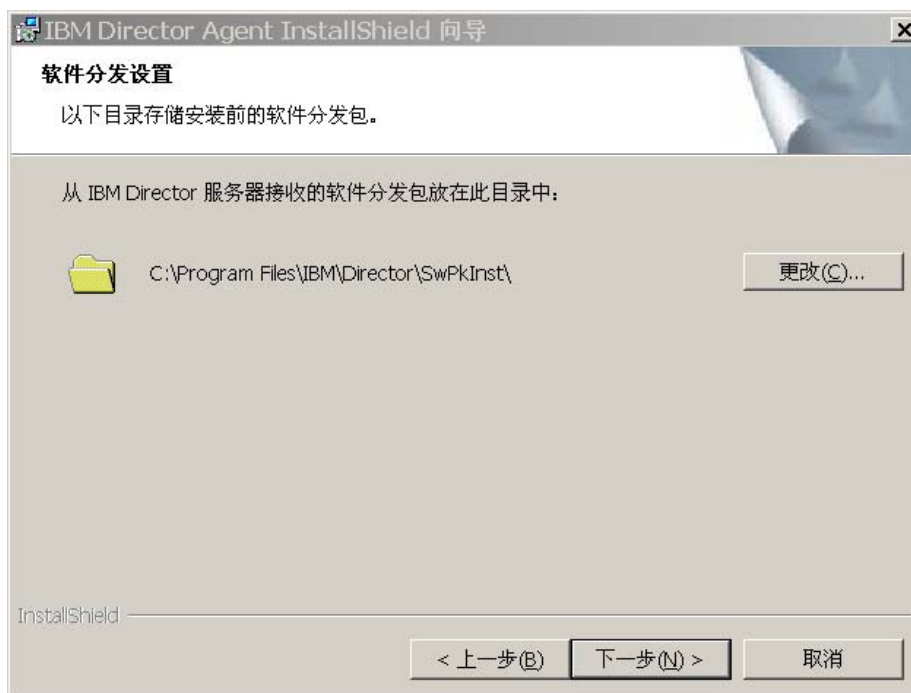 IBM Director Agent InstallShield 向导
软件分发设置
以下目录存储安装前的软件分发包。
从 IBM Director 服务器接收的软件分发包放在此目录中：
C:\Program Files\IBM\Director\SwPkInst\
更改(C)...
InstallShield
< 上一步(B)
下一步(N) >
取消